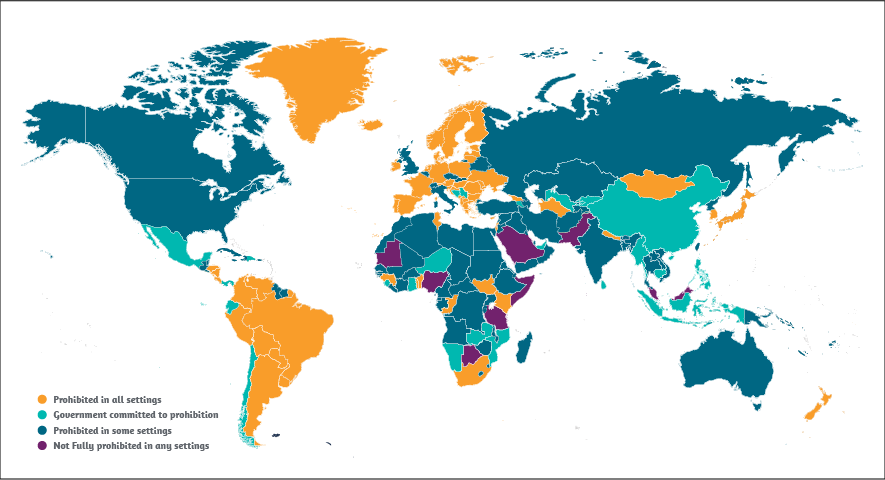 Prohibited in all settings
Government committed to prohibition
Prohibited in some settings
Not Fully prohibited in any settings